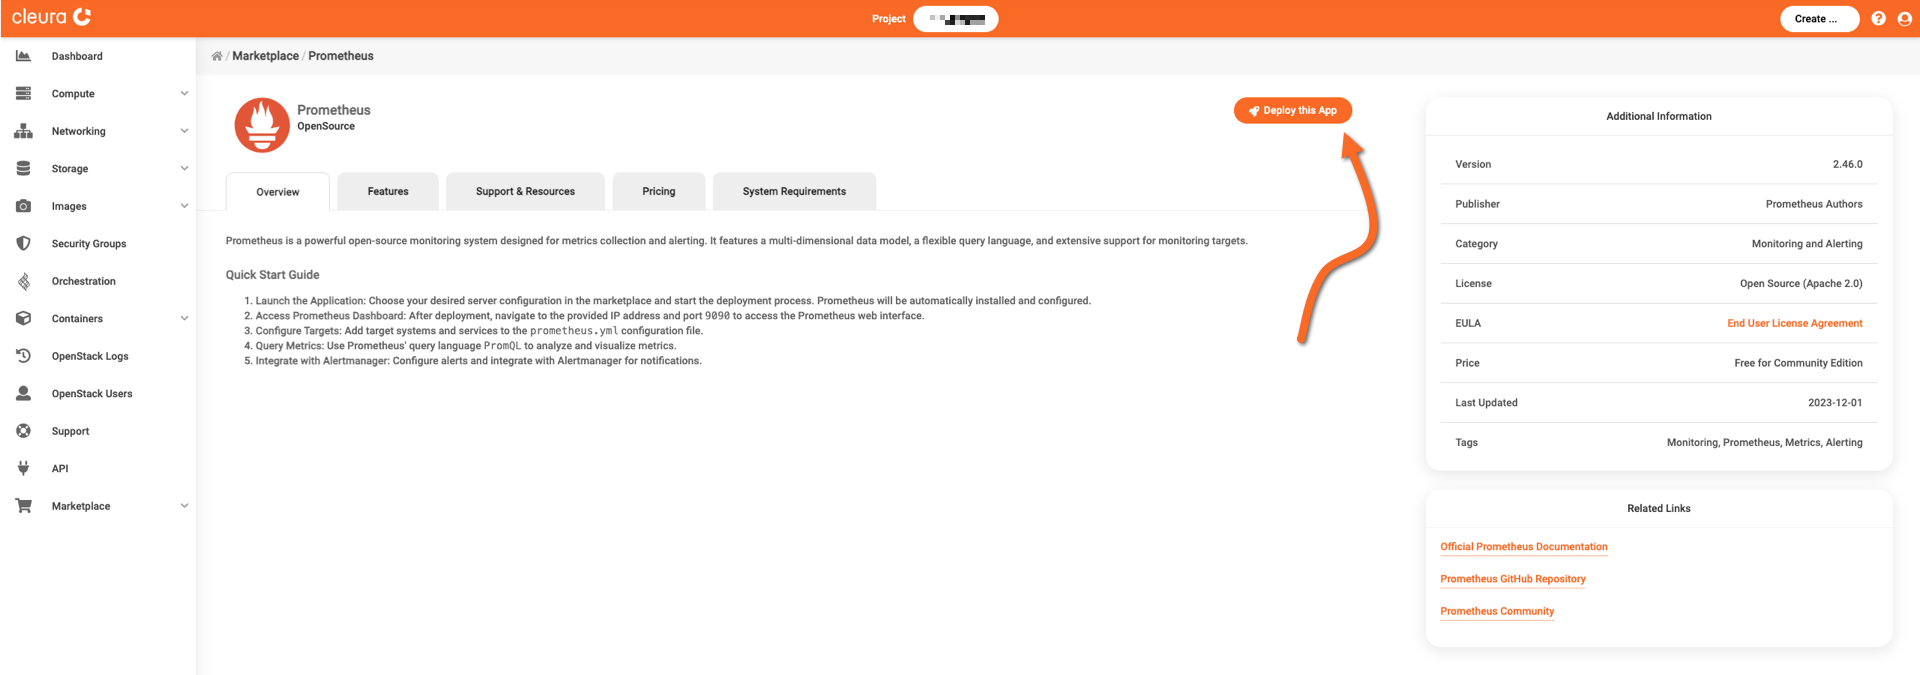 cleura
Project
Create ...
Dashboard
Compute
Networking
Storage
Images
Security Groups
Orchestration
Containers
OpenStack Logs
OpenStack Users
Support
API
Marketplace
/ Marketplace / Prometheus
Prometheus
OpenSource
Deploy this App
Overview
Features
Support & Resources
Pricing
System Requirements
Prometheus is a powerful open-source monitoring system designed for metrics collection and alerting. It features a multi-dimensional data model, a flexible query language, and extensive support for monitoring targets.
Quick Start Guide
1. Launch the Application: Choose your desired server configuration in the marketplace and start the deployment process. Prometheus will be automatically installed and configured.
2. Access Prometheus Dashboard: After deployment, navigate to the provided IP address and port 9090 to access the Prometheus web interface.
3. Configure Targets: Add target systems and services to the prometheus.yml configuration file.
4. Query Metrics: Use Prometheus' query language PromQL to analyze and visualize metrics.
5. Integrate with Alertmanager: Configure alerts and integrate with Alertmanager for notifications.
Additional Information
Version 2.46.0
Publisher Prometheus Authors
Category Monitoring and Alerting
License Open Source (Apache 2.0)
EULA End User License Agreement
Price Free for Community Edition
Last Updated 2023-12-01
Tags Monitoring, Prometheus, Metrics, Alerting
Related Links
Official Prometheus Documentation
Prometheus GitHub Repository
Prometheus Community